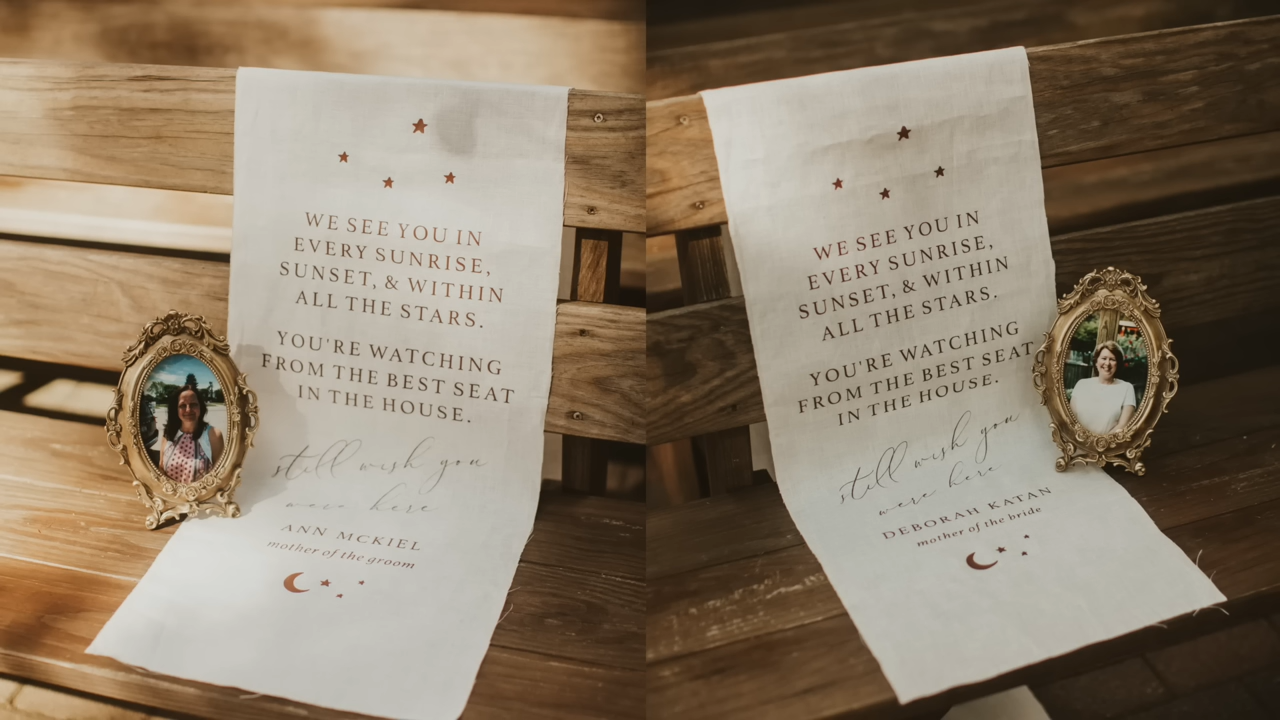 WE SEE YOU IN
EVERY SUNRISE,
SUNSET, & WITHIN
ALL THE STARS.
YOU'RE WATCHING
FROM THE BEST SEAT
IN THE HOUSE.
still wish you
were here
ANN MCKIEL
mother of the groom
WE SEE YOU IN
EVERY SUNRISE,
SUNSET, & WITHIN
ALL THE STARS.
YOU'RE WATCHING
FROM THE BEST SEAT
IN THE HOUSE.
still wish you
were here
DEBORAH KATAN
mother of the bride